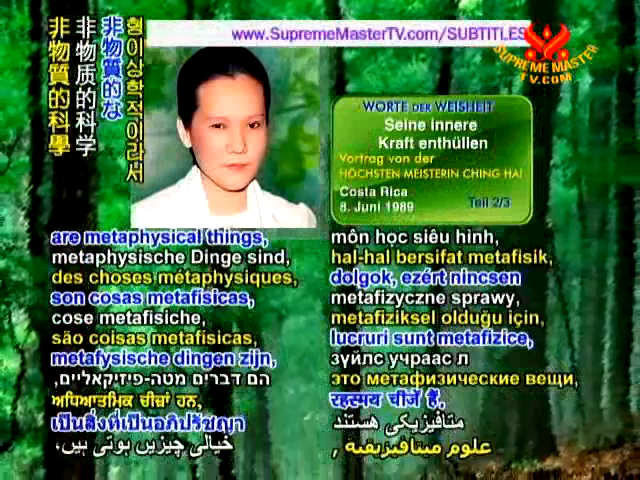 www.SupremeMasterTV.com/SUBTITLES
SUPREME MASTER
TV.COM
非物質的科學
非物质的科学
非物質的な
형이상학적이라서
WORTE DER WEISHEIT
Seine innere
Kraft enthüllen
Vortrag von der
HÖCHSTEN MEISTERIN CHING HAI
Costa Rica
8. Juni 1989
Teil 2/3
are metaphysical things,
metaphysische Dinge sind,
des choses métaphysiques,
son cosas metafisicas,
cose metafisiche,
são coisas metafisicas,
metafysische dingen zijn,
הם דברים מטה-פיזיקאליים,
ਅਧਿਆਤਮਿਕ ਚੀਜ਼ਾਂ ਹਨ,
เป็นสิ่งที่เป็นอภิปรัชญา
خیالی چیزیں ہوتی ہیں،
môn học siêu hình,
hal-hal bersifat metafisik,
dolgok, ezért nincsen
metafizyczne sprawy,
metafiziksel olduğu için,
lucruri sunt metafizice,
зүйлс учраас л
это метафизические вещи,
रहस्मय चीजें हैं,
متافیزیکی هستند
علوم ميتافيزيقية ,